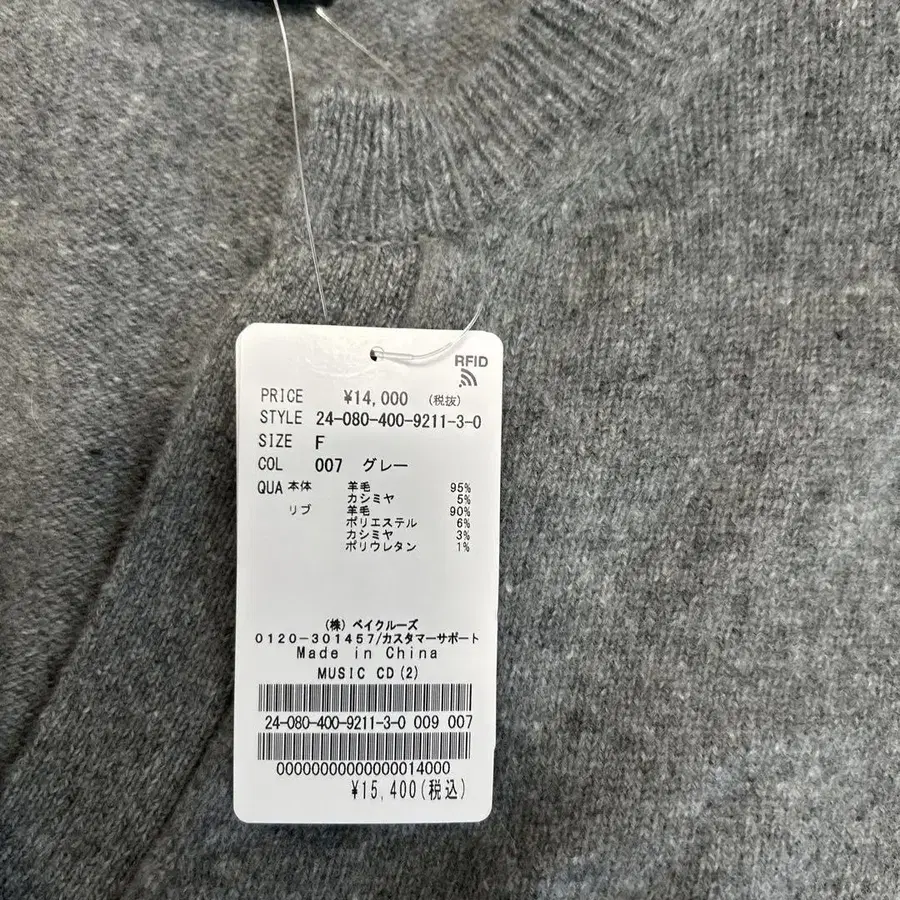 RFID
PRICE ¥14,000 (税抜)
STYLE 24-080-400-9211-3-0
SIZE F
COL 007 グレー
QUA 本体 羊毛 95%
カシミヤ 5%
リブ 羊毛 90%
ポリエステル 6%
カシミヤ 3%
ポリウレタン 1%
(株) ベイクルーズ
0120-301457/カスタマーサポート
Made in China
MUSIC CD(2)
24-080-400-9211-3-0 009 007
00000000000000014000
¥15,400(税込)